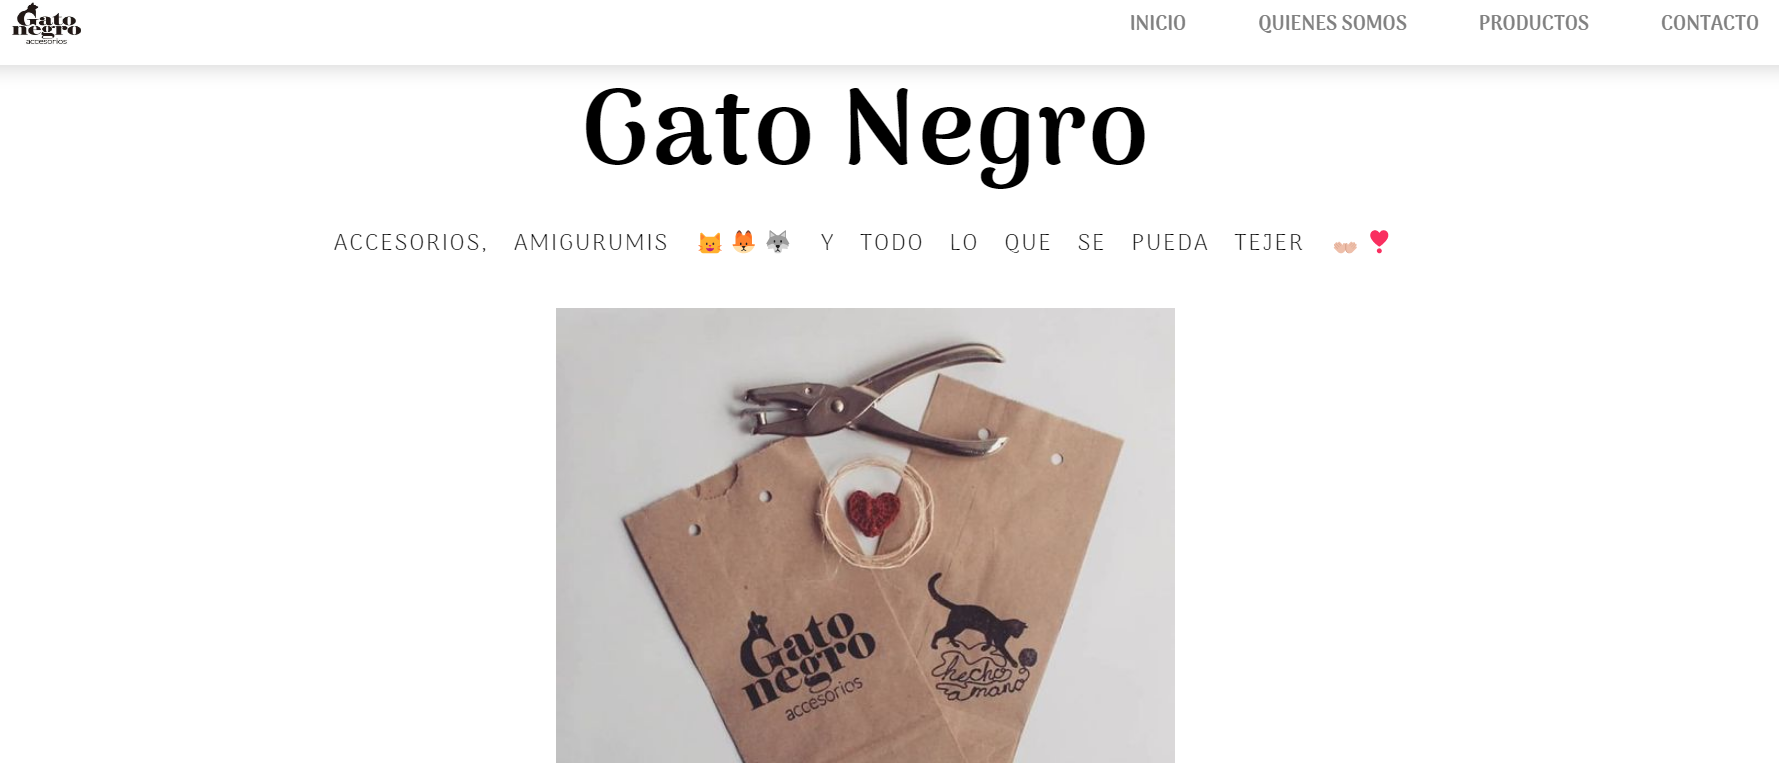 Gato
negro
accesorios
INICIO QUIENES SOMOS PRODUCTOS CONTACTO
Gato Negro
ACCESORIOS, AMIGURUMIS 😺🦊🐺 Y TODO LO QUE SE PUEDA TEJER 🤲🏻❣️
Gato
negro
accesorios
hecho
a mano